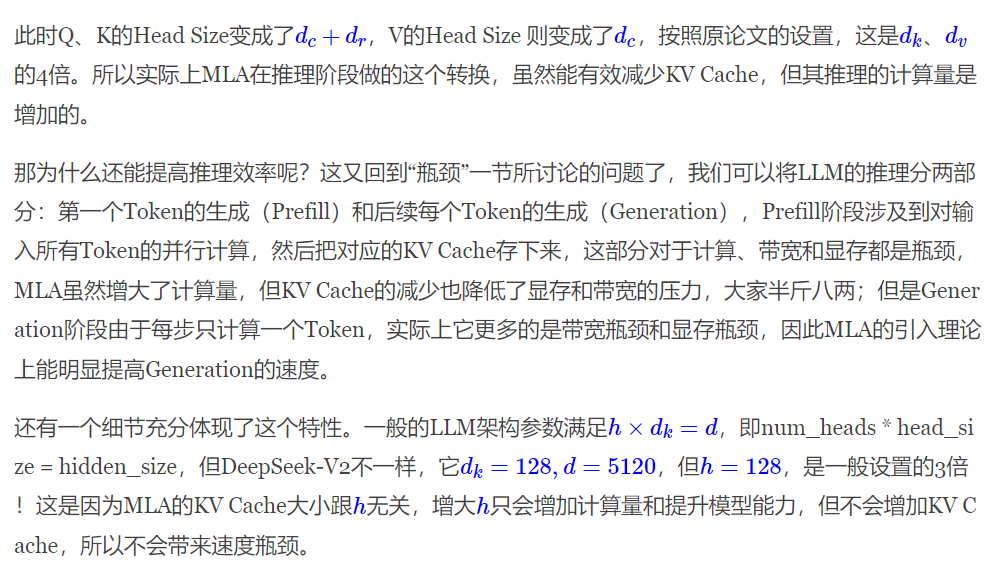 此时Q、K的Head Size变成了d_c + d_r，V的Head Size 则变成了d_c，按照原论文的设置，这是d_k、d_v
的4倍。所以实际上MLA在推理阶段做的这个转换，虽然能有效减少KV Cache，但其推理的计算量是
增加的。
那为什么还能提高推理效率呢？这又回到“瓶颈”一节所讨论的问题了，我们可以将LLM的推理分两部
分：第一个Token的生成（Prefill）和后续每个Token的生成（Generation），Prefill阶段涉及到对输
入所有Token的并行计算，然后把对应的KV Cache存下来，这部分对于计算、带宽和显存都是瓶颈，
MLA虽然增大了计算量，但KV Cache的减少也降低了显存和带宽的压力，大家半斤八两；但是Gener
ation阶段由于每步只计算一个Token，实际上它更多的是带宽瓶颈和显存瓶颈，因此MLA的引入理论
上能明显提高Generation的速度。
还有一个细节充分体现了这个特性。一般的LLM架构参数满足h × d_k = d，即num_heads * head_si
ze = hidden_size，但DeepSeek-V2不一样，它d_k = 128, d = 5120，但h = 128，是一般设置的3倍
！这是因为MLA的KV Cache大小跟h无关，增大h只会增加计算量和提升模型能力，但不会增加KV C
ache，所以不会带来速度瓶颈。